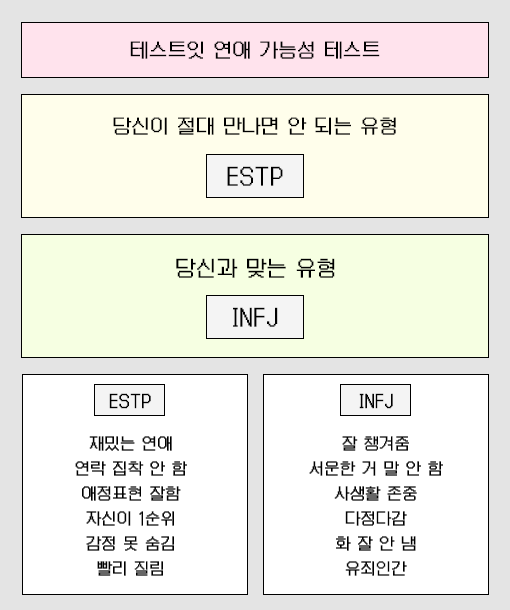 테스트잇 연애 가능성 테스트
당신이 절대 만나면 안 되는 유형
ESTP
당신과 맞는 유형
INFJ
ESTP
재밌는 연애
연락 집착 안 함
애정표현 잘함
자신이 1순위
감정 못 숨김
빨리 질림
INFJ
잘 챙겨줌
서운한 거 말 안 함
사생활 존중
다정다감
화 잘 안 냄
유죄인간